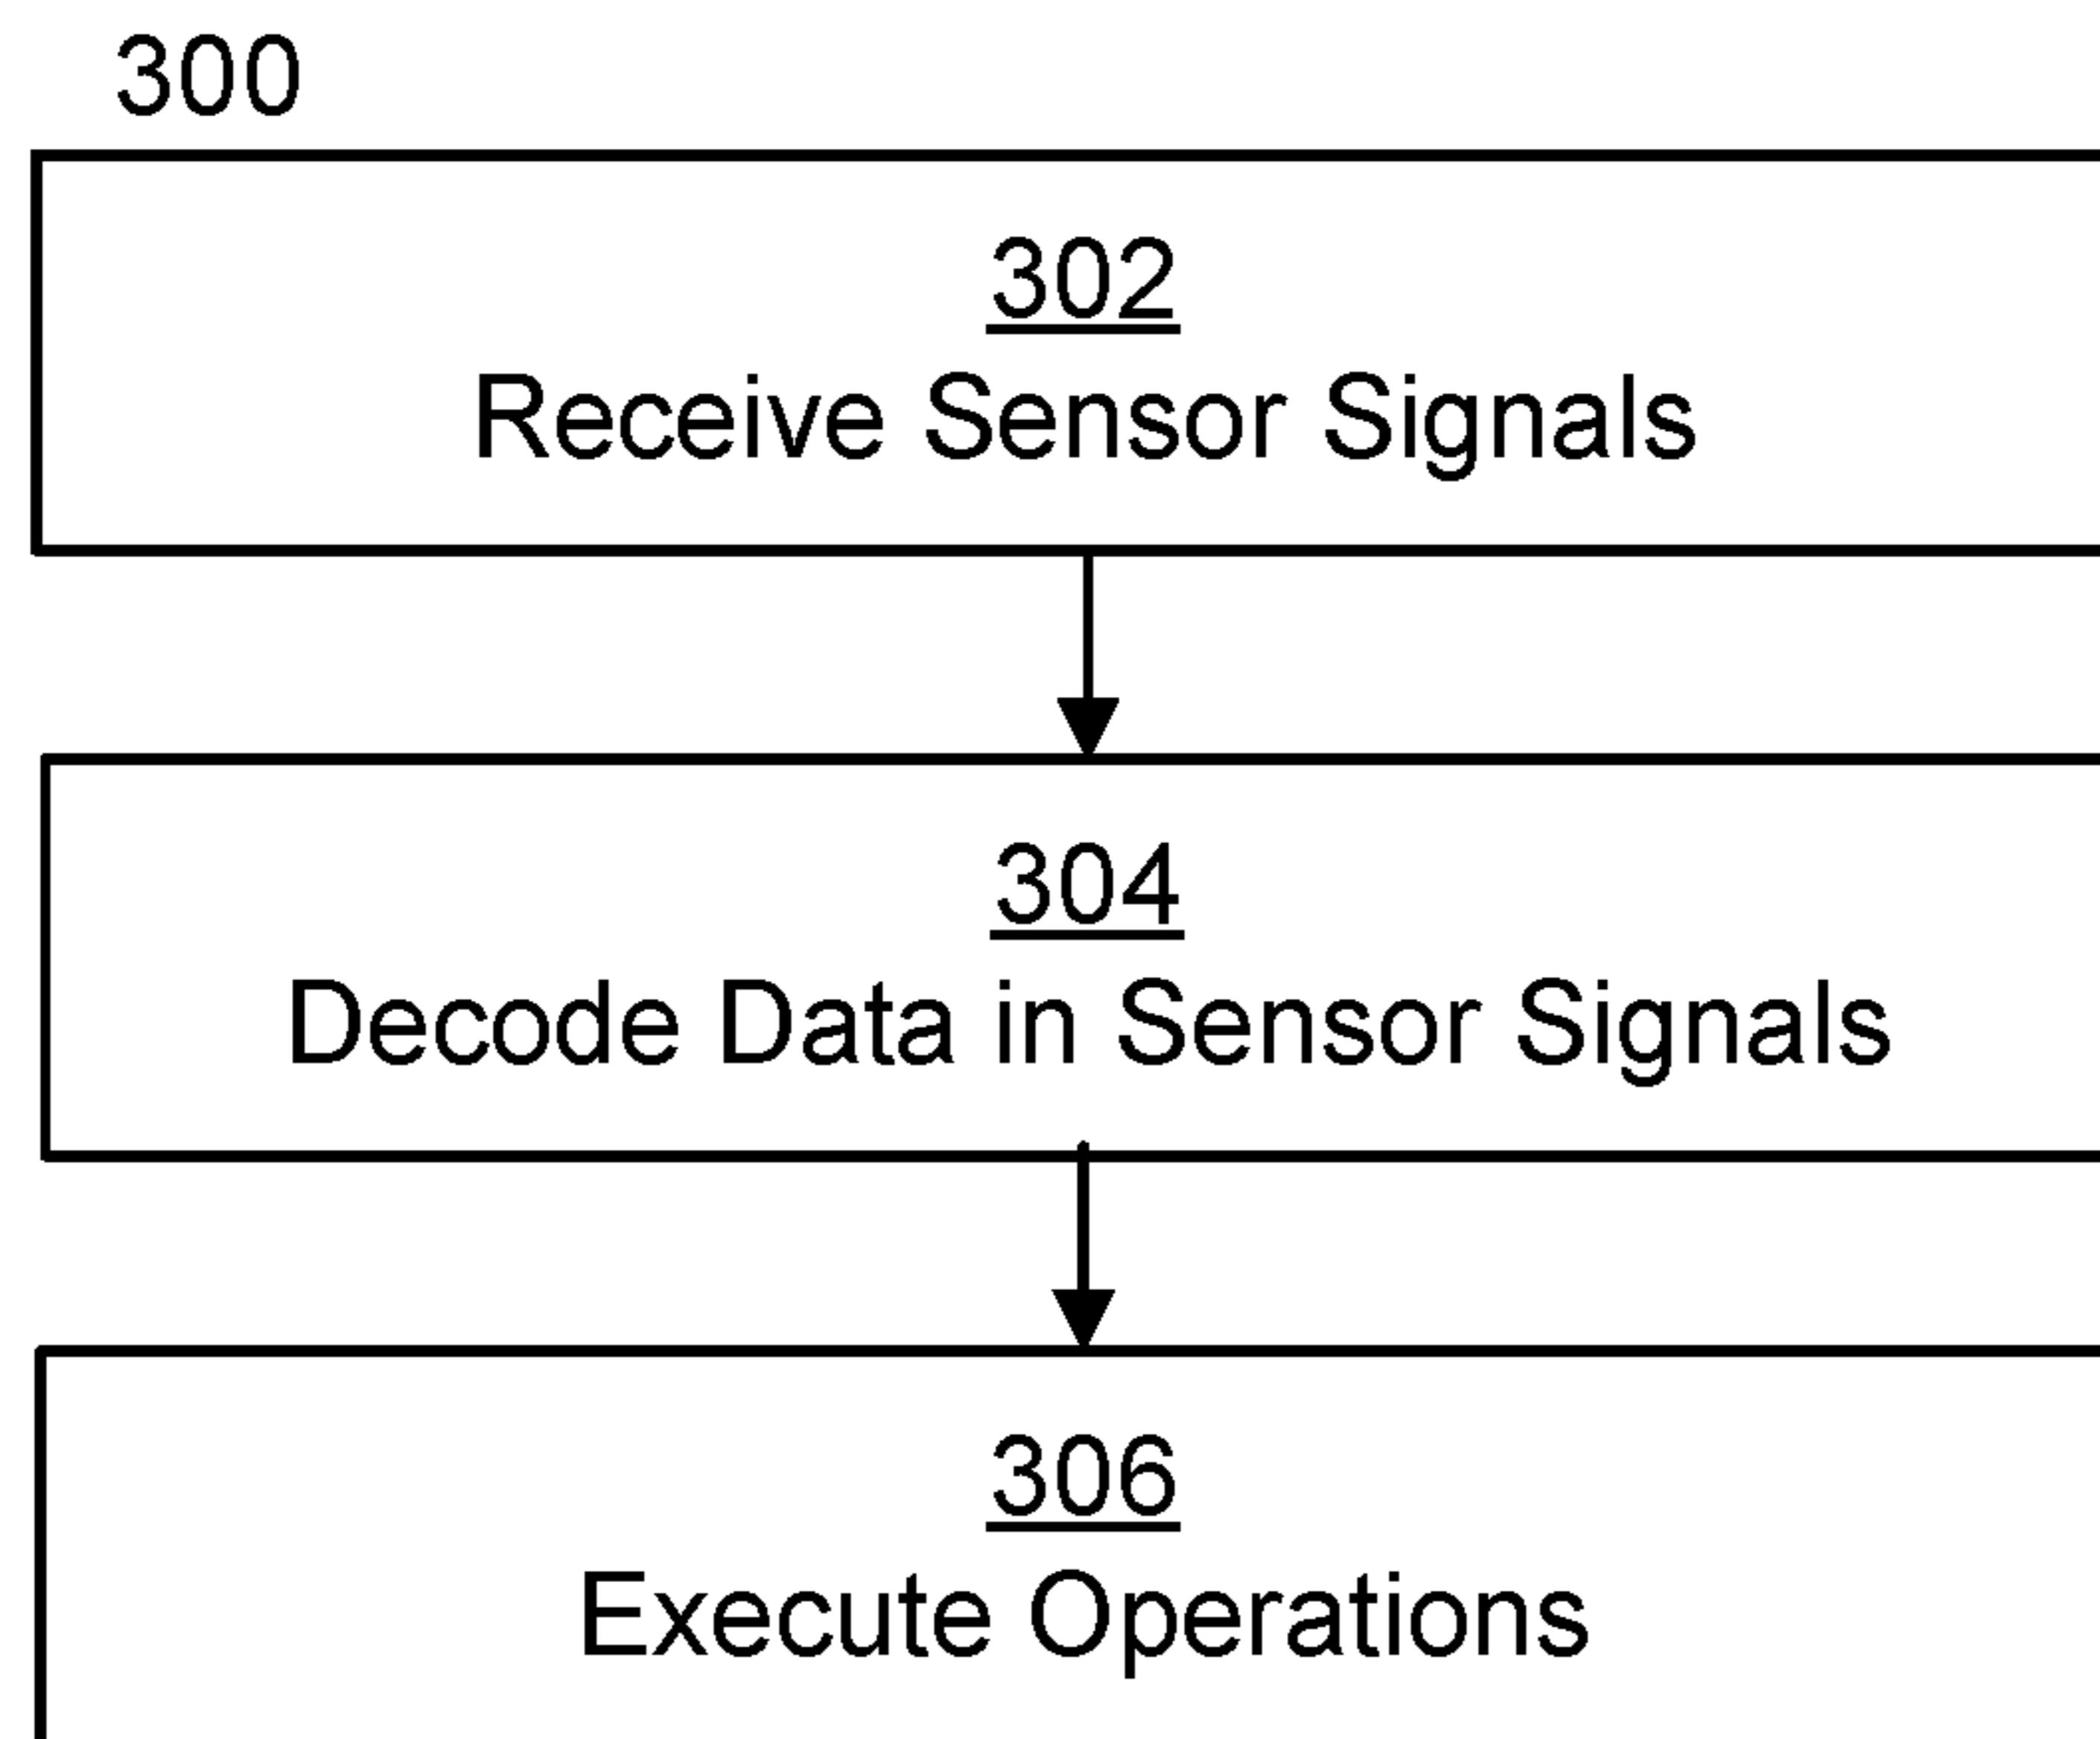 300
302
Receive Sensor Signals
304
Decode Data in Sensor Signals
306
Execute Operations